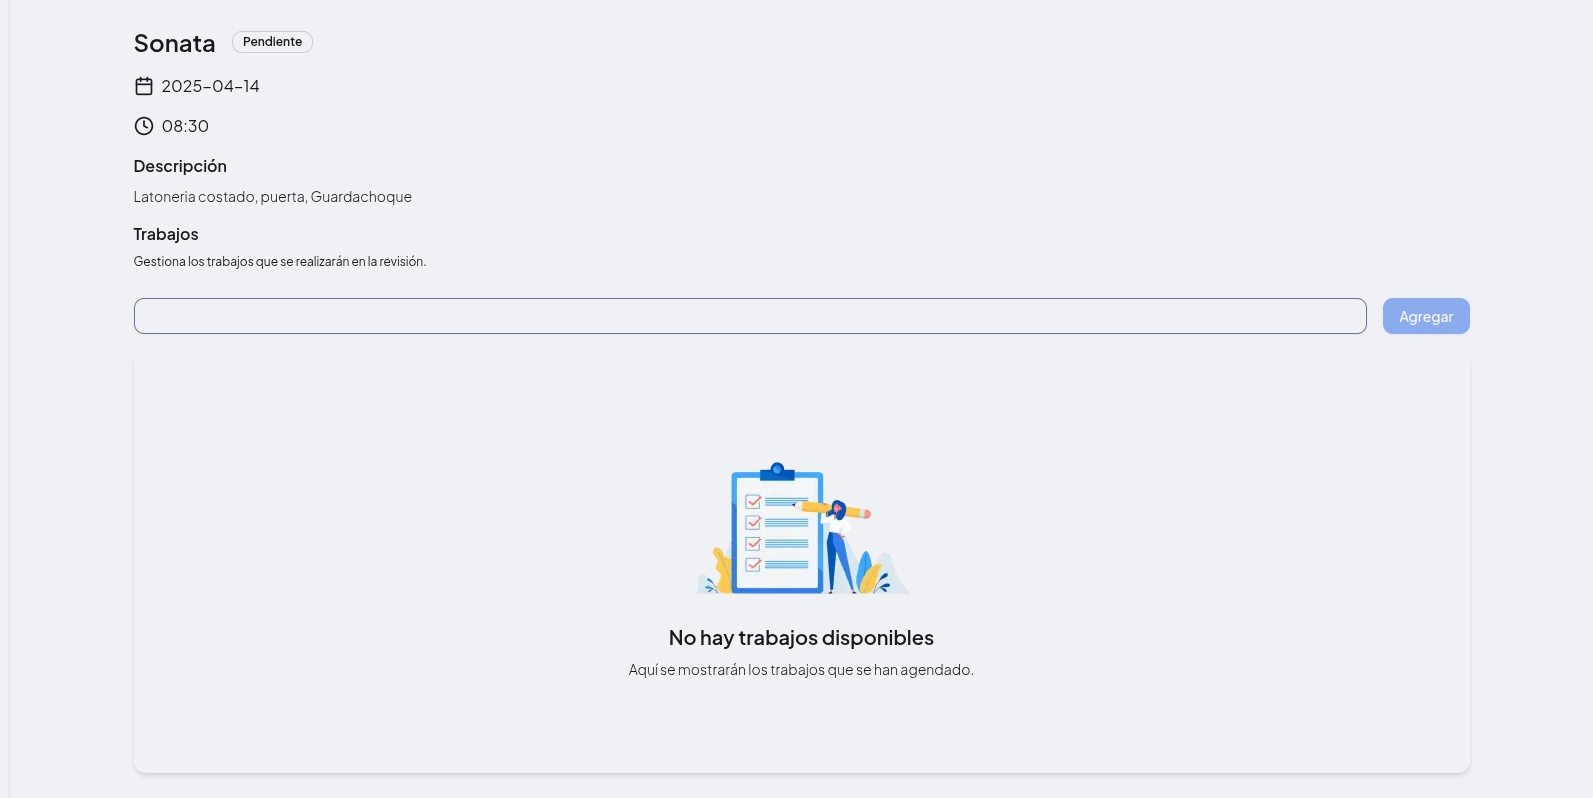 Sonata
Pendiente
2025-04-14
08:30
Descripción
Latoneria costado, puerta, Guardachoque
Trabajos
Gestiona los trabajos que se realizarán en la revisión.
Agregar
No hay trabajos disponibles
Aquí se mostrarán los trabajos que se han agendado.